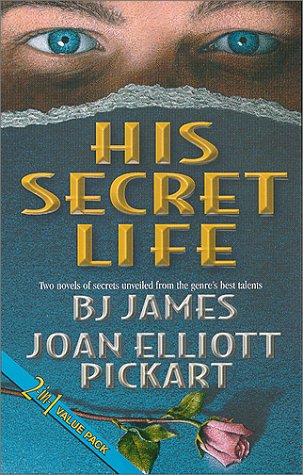 HIS
SECRET
LIFE
Two novels of secrets unveiled from the genre's best talents
BJ JAMES
JOAN ELLIOTT
PICKART
2-in-1 VALUE PACK